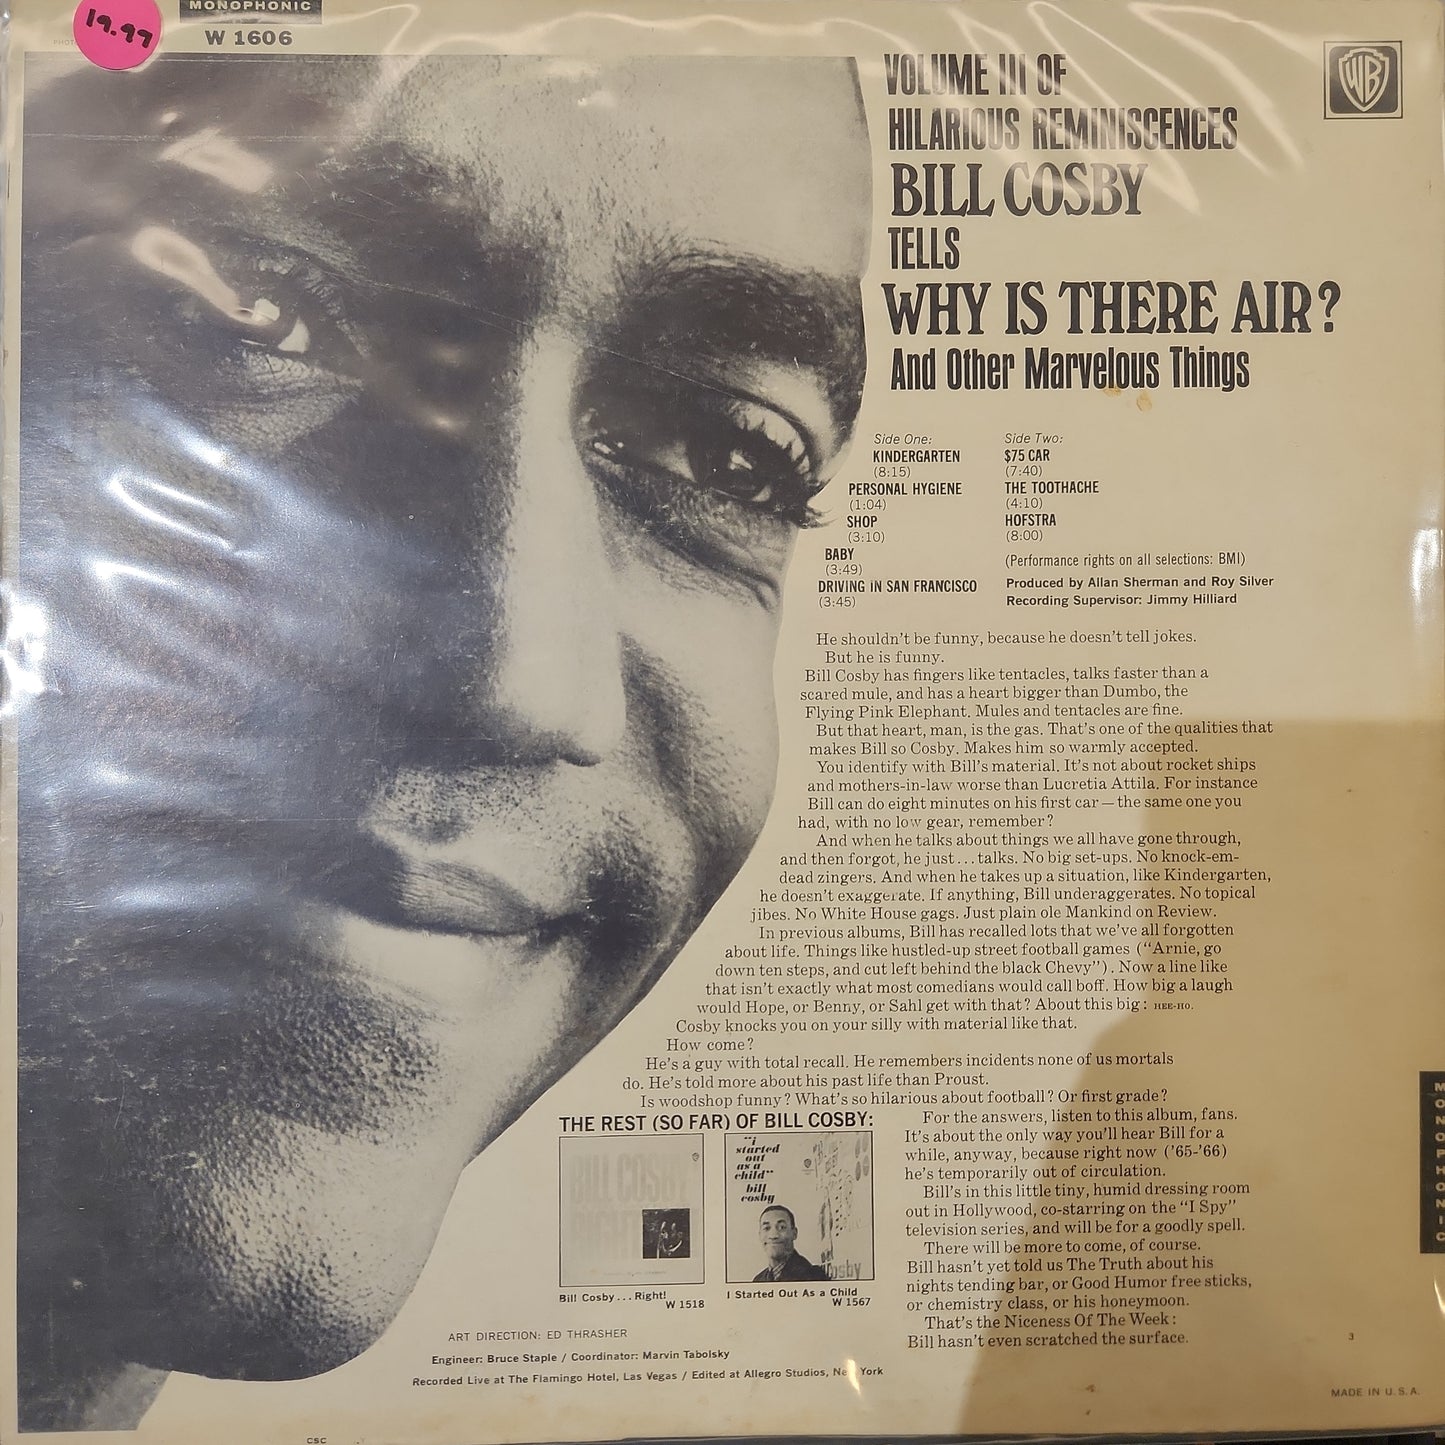 19.99
MONOPHONIC
W 1606
WB
VOLUME III OF
HILARIOUS REMINISCENCES
BILL COSBY
TELLS
WHY IS THERE AIR?
And Other Marvelous Things
Side One:
KINDERGARTEN
(8:15)
PERSONAL HYGIENE
(1:04)
SHOP
(3:10)
BABY
(3:49)
DRIVING IN SAN FRANCISCO
(3:45)
Side Two:
$75 CAR
(7:40)
THE TOOTHACHE
(4:10)
HOFSTRA
(8:00)
(Performance rights on all selections: BMI)
Produced by Allan Sherman and Roy Silver
Recording Supervisor: Jimmy Hilliard
He shouldn't be funny, because he doesn't tell jokes.
But he is funny.
Bill Cosby has fingers like tentacles, talks faster than a
scared mule, and has a heart bigger than Dumbo, the
Flying Pink Elephant. Mules and tentacles are fine.
But that heart, man, is the gas. That's one of the qualities that
makes Bill so Cosby. Makes him so warmly accepted.
You identify with Bill's material. It's not about rocket ships
and mothers-in-law worse than Lucretia Attila. For instance
Bill can do eight minutes on his first car—the same one you
had, with no low gear, remember?
And when he talks about things we all have gone through,
and then forgot, he just...talks. No big set-ups. No knock-em-
dead zingers. And when he takes up a situation, like Kindergarten,
he doesn't exaggerate. If anything, Bill underaggerates. No topical
jibes. No White House gags. Just plain ole Mankind on Review.
In previous albums, Bill has recalled lots that we've all forgotten
about life. Things like hustled-up street football games ("Arnie, go
down ten steps, and cut left behind the black Chevy"). Now a line like
that isn't exactly what most comedians would call boff. How big a laugh
would Hope, or Benny, or Sahl get with that? About this big: HEE-HO.
Cosby knocks you on your silly with material like that.
How come?
He's a guy with total recall. He remembers incidents none of us mortals
do. He's told more about his past life than Proust.
Is woodshop funny? What's so hilarious about football? Or first grade?
For the answers, listen to this album, fans.
It's about the only way you'll hear Bill for a
while, anyway, because right now ('65-'66)
he's temporarily out of circulation.
Bill's in this little tiny, humid dressing room
out in Hollywood, co-starring on the "I Spy"
television series, and will be for a goodly spell.
There will be more to come, of course.
Bill hasn't yet told us The Truth about his
nights tending bar, or Good Humor free sticks,
or chemistry class, or his honeymoon.
That's the Niceness Of The Week:
Bill hasn't even scratched the surface.
THE REST (SO FAR) OF BILL COSBY:
BILL COSBY
RIGHT
Bill Cosby...Right!
W 1518
"i
started
out
as a
child"
bill
cosby
cosby
I Started Out As a Child
W 1567
ART DIRECTION: ED THRASHER
Engineer: Bruce Staple / Coordinator: Marvin Tabolsky
Recorded Live at The Flamingo Hotel, Las Vegas / Edited at Allegro Studios, New York
MONOPHONIC
3
MADE IN U.S.A.
CSC